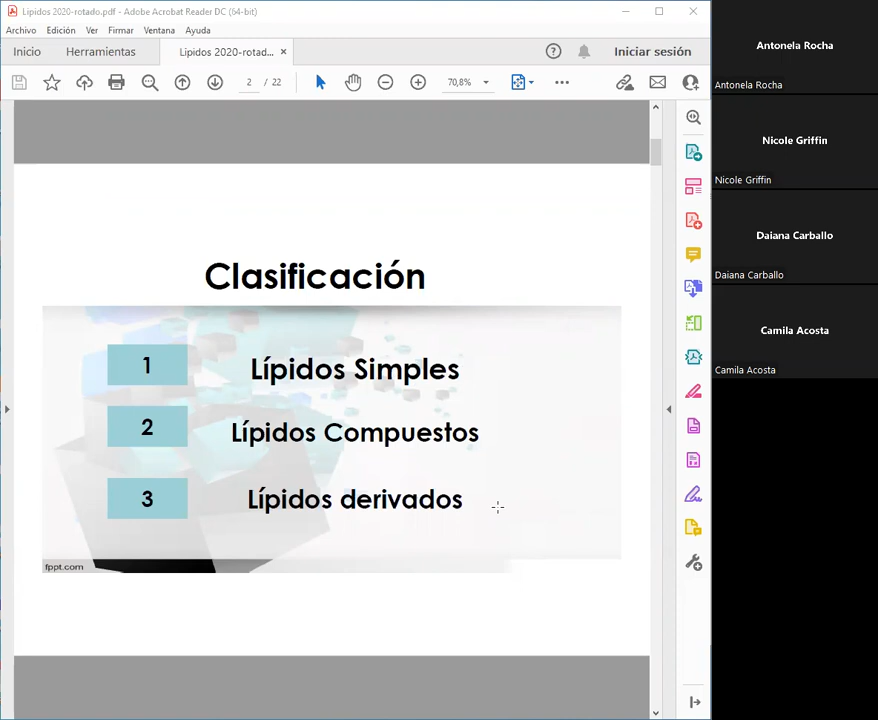 Lipidos 2020-rotado.pdf - Adobe Acrobat Reader DC (64-bit)
Archivo Edición Ver Firmar Ventana Ayuda
Inicio Herramientas Lipidos 2020-rotad... × Iniciar sesión
2 / 22 70,8%
Clasificación
1 Lípidos Simples
2 Lípidos Compuestos
3 Lípidos derivados
fppt.com
Antonela Rocha
Antonela Rocha
Nicole Griffin
Nicole Griffin
Daiana Carballo
Daiana Carballo
Camila Acosta
Camila Acosta